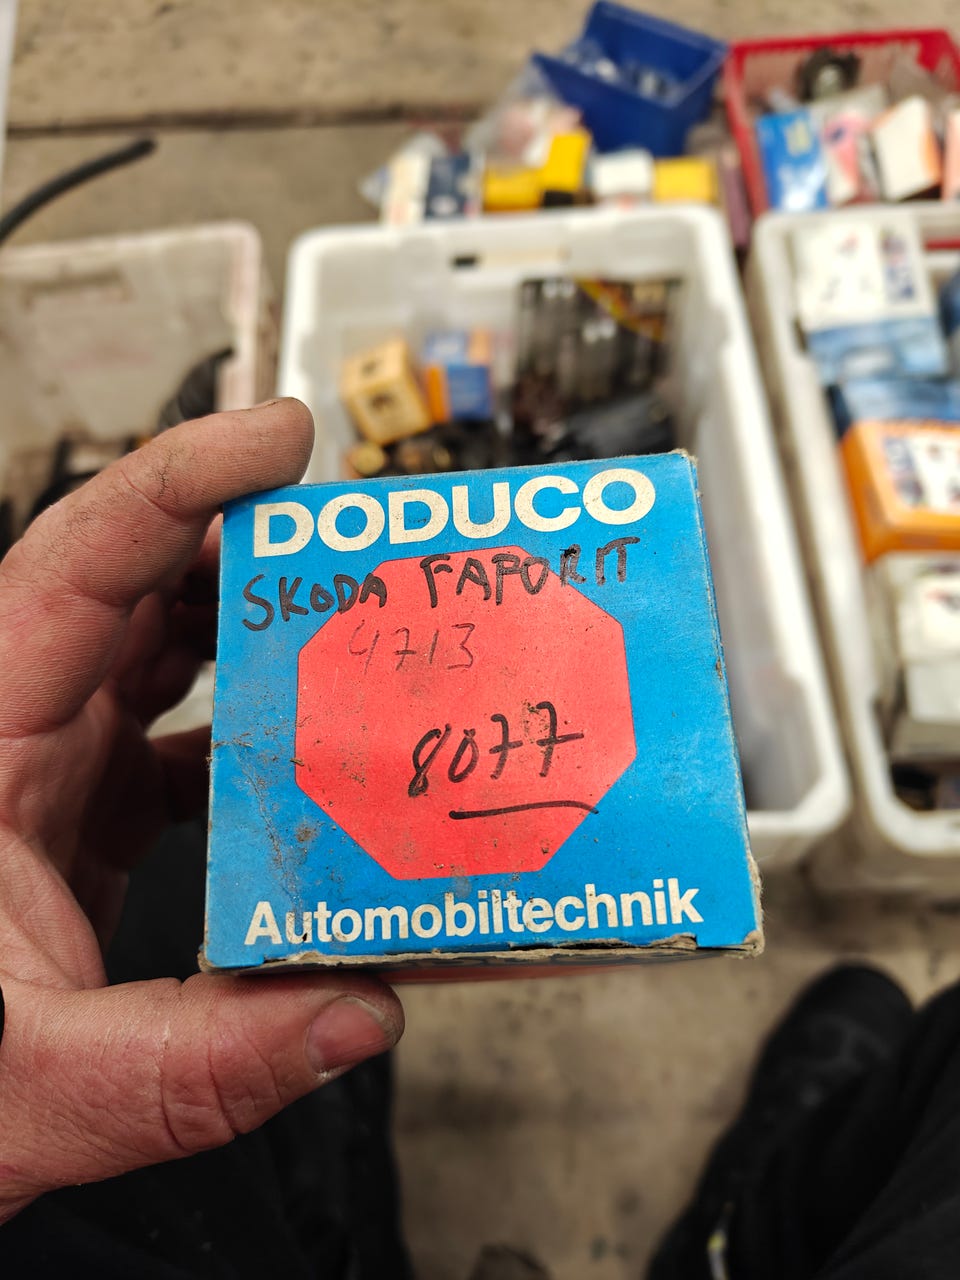 DODUCO
SKODA FAPORIT
4713
8077
Automobiltechnik